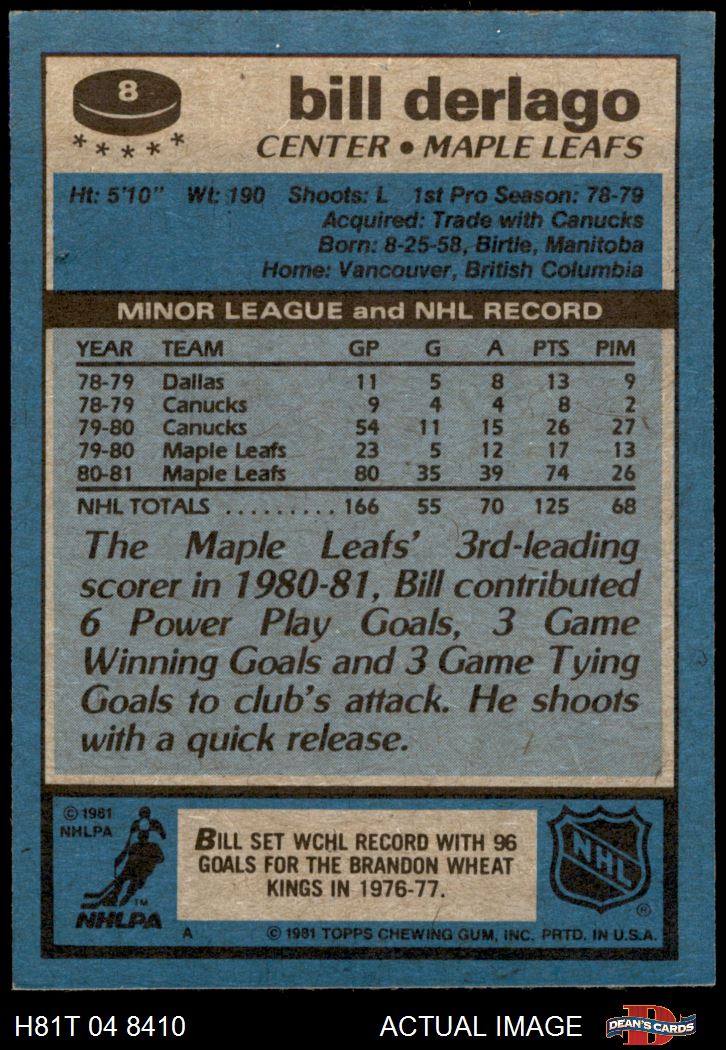 8
bill derlago
CENTER • MAPLE LEAFS
Ht: 5'10" Wt: 190 Shoots: L 1st Pro Season: 78-79
Acquired: Trade with Canucks
Born: 8-25-58, Birtle, Manitoba
Home: Vancouver, British Columbia
MINOR LEAGUE and NHL RECORD
YEAR TEAM GP G A PTS PIM
78-79 Dallas 11 5 8 13 9
78-79 Canucks 9 4 4 8 2
79-80 Canucks 54 11 15 26 27
79-80 Maple Leafs 23 5 12 17 13
80-81 Maple Leafs 80 35 39 74 26
NHL TOTALS ......... 166 55 70 125 68
The Maple Leafs' 3rd-leading
scorer in 1980-81, Bill contributed
6 Power Play Goals, 3 Game
Winning Goals and 3 Game Tying
Goals to club's attack. He shoots
with a quick release.
© 1981
NHLPA
TM
NHLPA
BILL SET WCHL RECORD WITH 96
GOALS FOR THE BRANDON WHEAT
KINGS IN 1976-77.
NHL
®
A © 1981 TOPPS CHEWING GUM, INC. PRTD. IN U.S.A.
H81T 04 8410 ACTUAL IMAGE DEAN'S CARDS